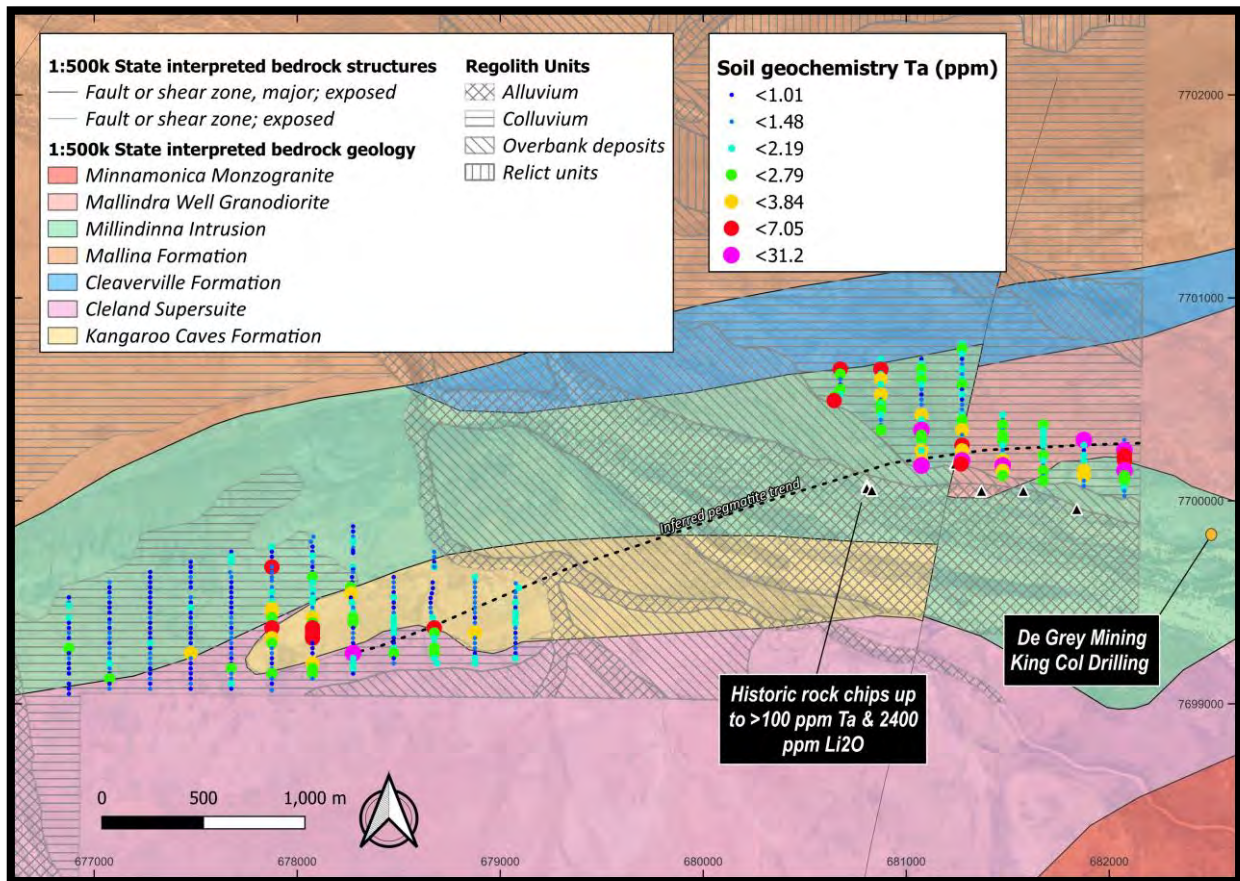 1:500k State interpreted bedrock structures
Fault or shear zone, major; exposed
Fault or shear zone; exposed
1:500k State interpreted bedrock geology
Minnamonica Monzogranite
Mallindra Well Granodiorite
Millindinna Intrusion
Mallina Formation
Cleaverville Formation
Cleland Supersuite
Kangaroo Caves Formation
Regolith Units
Alluvium
Colluvium
Overbank deposits
Relict units
Soil geochemistry Ta (ppm)
<1.01
<1.48
<2.19
<2.79
<3.84
<7.05
<31.2
7702000
7701000
7700000
7699000
Inferred pegmatite trend
De Grey Mining
King Col Drilling
Historic rock chips up
to >100 ppm Ta & 2400
ppm Li2O
0 500 1,000 m
677000 678000 679000 680000 681000 682000